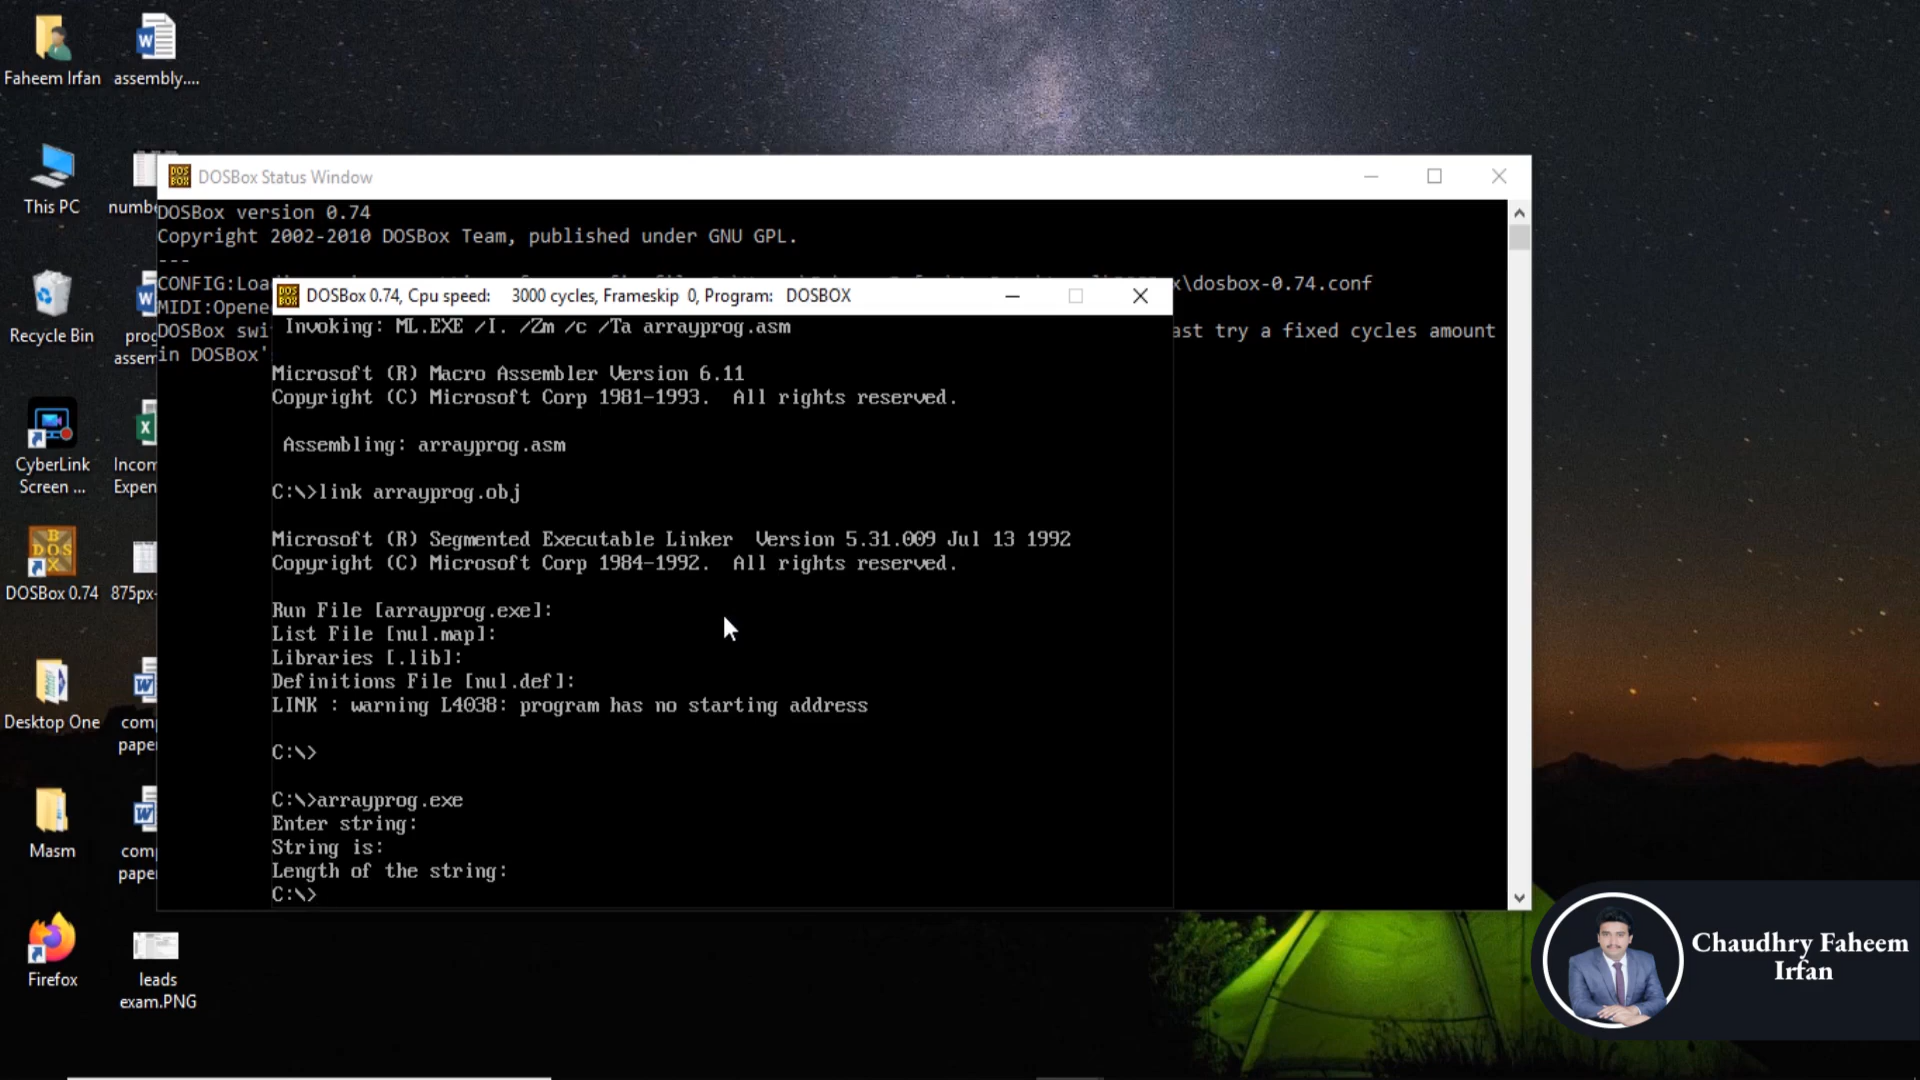 Faheem Irfan
assembly....
This PC
numbe
Recycle Bin
prog
assem
CyberLink
Screen ...
Incom
Expen
DOSBox 0.74
875px-
Desktop One
com
paper
Masm
com
paper
Firefox
leads
exam.PNG
DOSBox Status Window
DOSBox version 0.74
Copyright 2002-2010 DOSBox Team, published under GNU GPL.
---
CONFIG:Loa
x\dosbox-0.74.conf
MIDI:Opene
DOSBox swi
ast try a fixed cycles amount
in DOSBox'
DOSBox 0.74, Cpu speed: 3000 cycles, Frameskip 0, Program: DOSBOX
Invoking: ML.EXE /I. /Zm /c /Ta arrayprog.asm
Microsoft (R) Macro Assembler Version 6.11
Copyright (C) Microsoft Corp 1981-1993. All rights reserved.
Assembling: arrayprog.asm
C:\>link arrayprog.obj
Microsoft (R) Segmented Executable Linker Version 5.31.009 Jul 13 1992
Copyright (C) Microsoft Corp 1984-1992. All rights reserved.
Run File [arrayprog.exe]:
List File [nul.map]:
Libraries [.lib]:
Definitions File [nul.def]:
LINK : warning L4038: program has no starting address
C:\>
C:\>arrayprog.exe
Enter string:
String is:
Length of the string:
C:\>
Chaudhry Faheem
Irfan